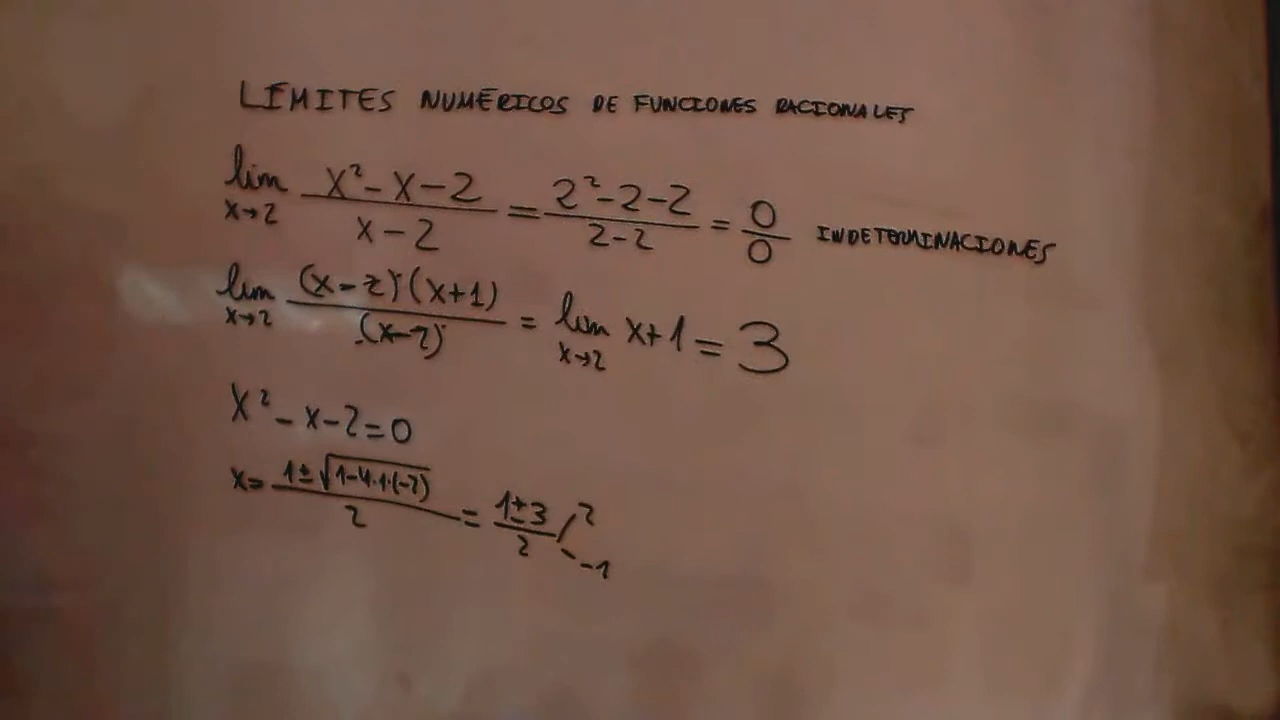 LÍMITES NUMÉRICOS DE FUNCIONES RACIONALES
lim x→2 (x² - x - 2)/(x - 2) = (2² - 2 - 2)/(2 - 2) = 0/0 INDETERMINACIONES
lim x→2 (x - 2)·(x + 1)/(x - 2) = lim x→2 x + 1 = 3
x² - x - 2 = 0
x = (1 ± √(1 - 4·1·(-2)))/2 = (1 ± 3)/2 2
-1